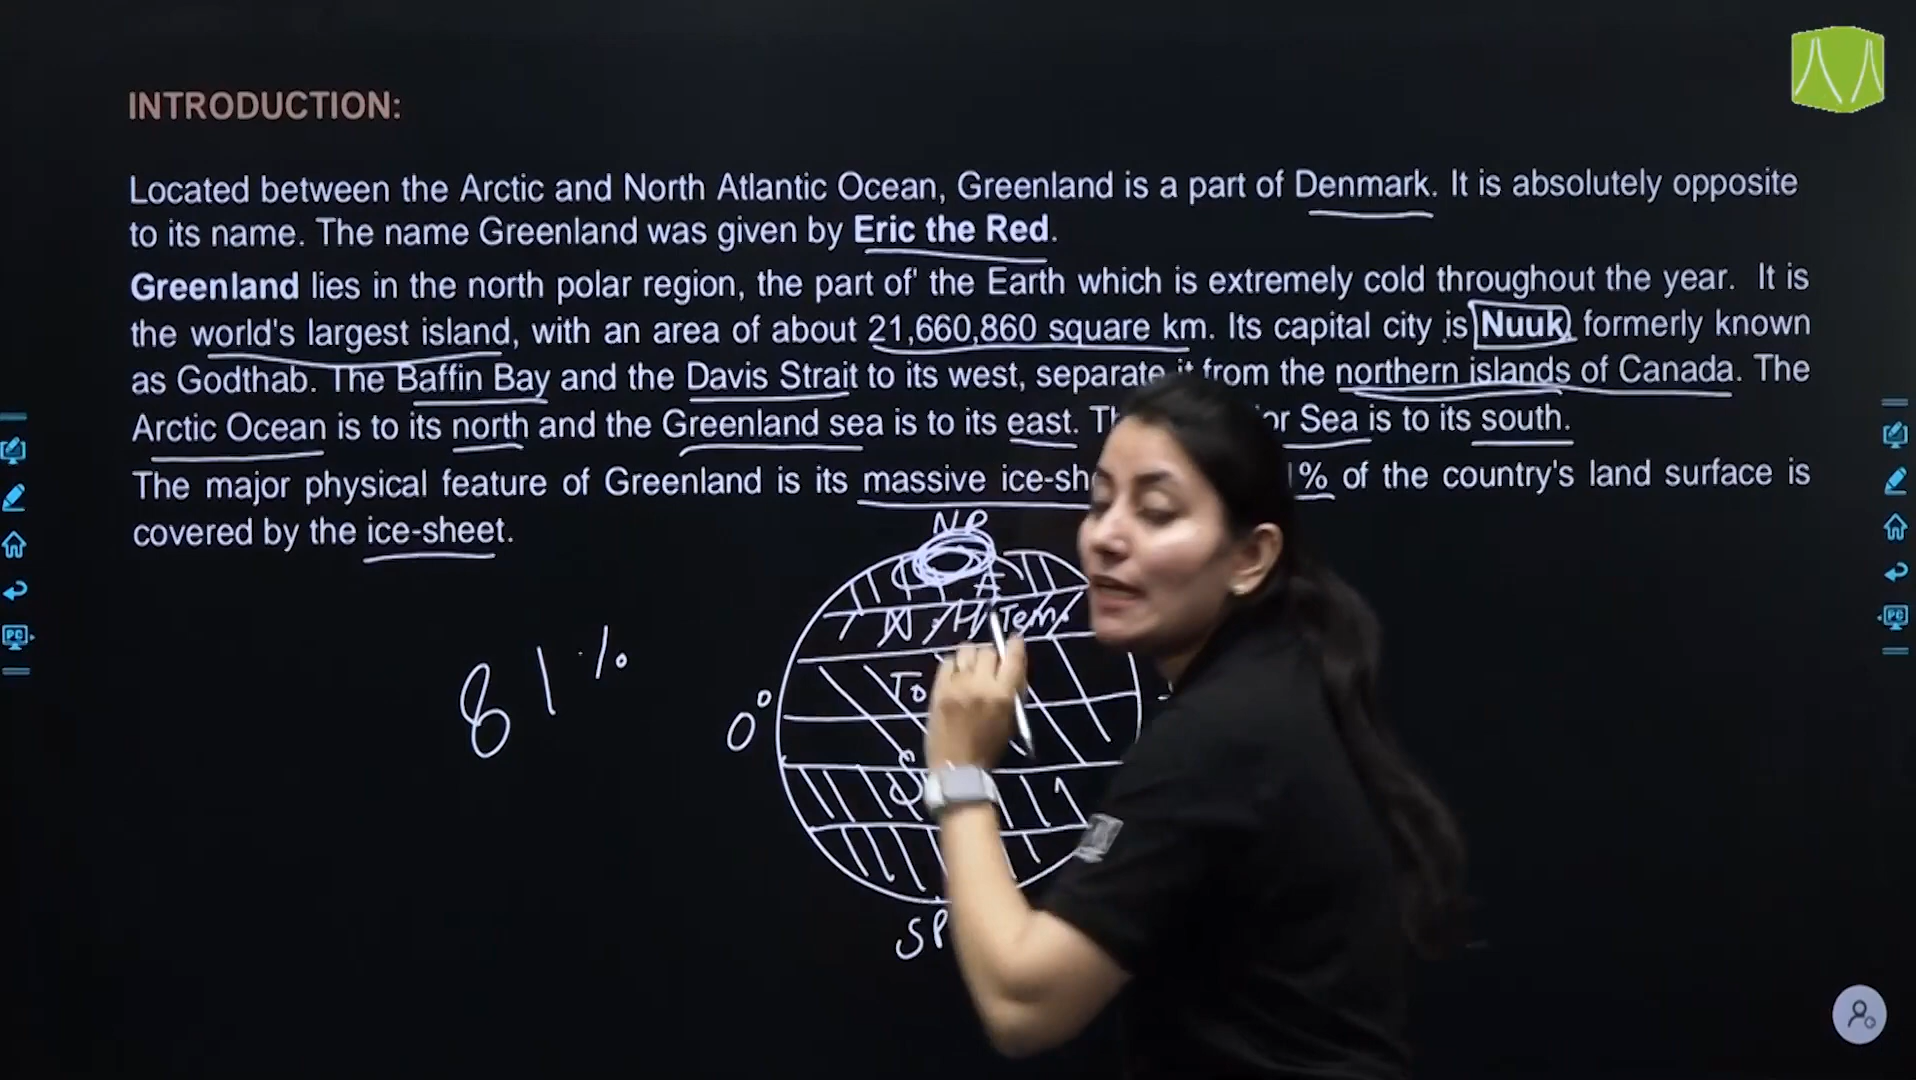 INTRODUCTION:
Located between the Arctic and North Atlantic Ocean, Greenland is a part of Denmark. It is absolutely opposite
to its name. The name Greenland was given by Eric the Red.
Greenland lies in the north polar region, the part of' the Earth which is extremely cold throughout the year. It is
the world's largest island, with an area of about 21,660,860 square km. Its capital city is Nuuk, formerly known
as Godthab. The Baffin Bay and the Davis Strait to its west, separate it from the northern islands of Canada. The
Arctic Ocean is to its north and the Greenland sea is to its east. Sea is to its south.
The major physical feature of Greenland is its massive % of the country's land surface is
covered by the ice-sheet.
NP
Tem
81%
To
0°
SP
PC
PC